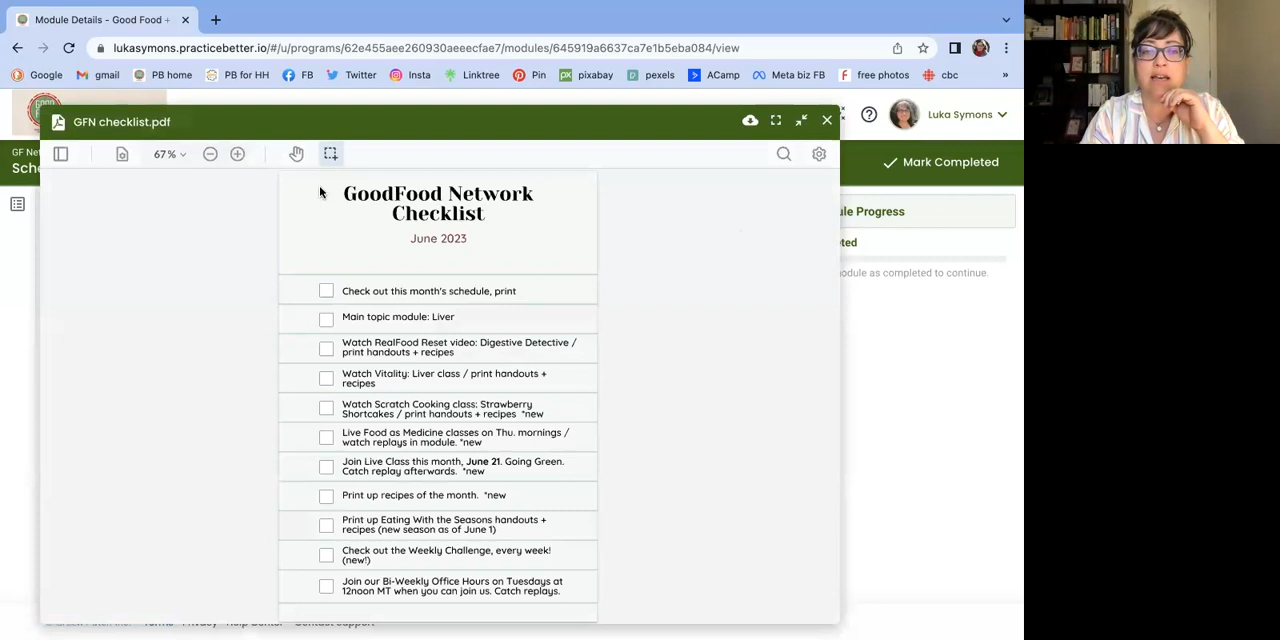 Module Details - Good Food +
lukasymons.practicebetter.io/#/u/programs/62e455aee260930aeecfae7/modules/645919a6637ca7e1b5eba084/view
Google gmail PB home PB for HH FB Twitter Insta Linktree Pin pixabay pexels ACamp Meta biz FB free photos cbc »
Luka Symons
GFN checklist.pdf
GF Net
Sche
Mark Completed
67%
ule Progress
ted
odule as completed to continue.
GoodFood Network
Checklist
June 2023
Check out this month's schedule, print
Main topic module: Liver
Watch RealFood Reset video: Digestive Detective /
print handouts + recipes
Watch Vitality: Liver class / print handouts +
recipes
Watch Scratch Cooking class: Strawberry
Shortcakes / print handouts + recipes *new
Live Food as Medicine classes on Thu. mornings /
watch replays in module. *new
Join Live Class this month, June 21. Going Green.
Catch replay afterwards. *new
Print up recipes of the month. *new
Print up Eating With the Seasons handouts +
recipes (new season as of June 1)
Check out the Weekly Challenge, every week!
(new!)
Join our Bi-Weekly Office Hours on Tuesdays at
12noon MT when you can join us. Catch replays.